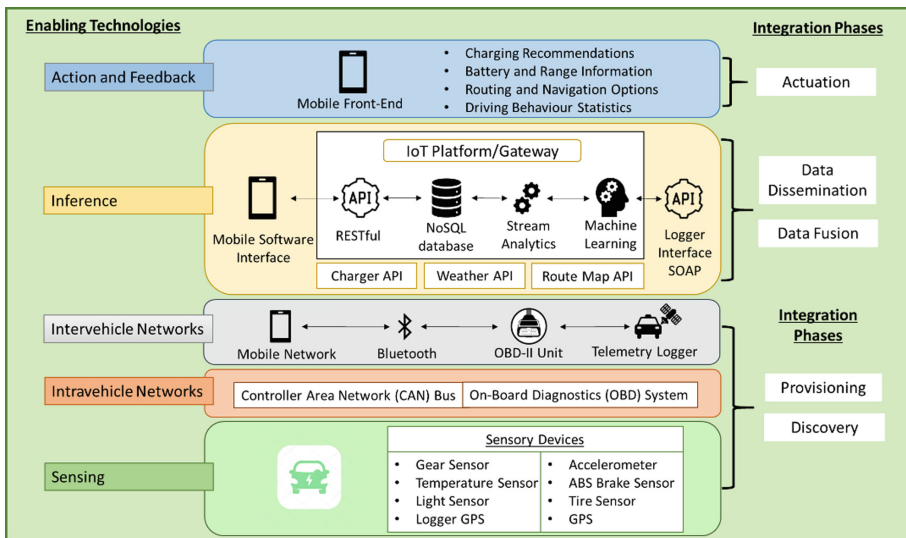 Enabling Technologies
Integration Phases
Action and Feedback
Mobile Front-End
• Charging Recommendations
• Battery and Range Information
• Routing and Navigation Options
• Driving Behaviour Statistics
Actuation
Inference
IoT Platform/Gateway
Mobile Software
Interface
API
RESTful
NoSQL
database
Stream
Analytics
Machine
Learning
API
Logger
Interface
SOAP
Charger API
Weather API
Route Map API
Data
Dissemination
Data Fusion
Intervehicle Networks
Mobile Network
Bluetooth
OBD-II Unit
Telemetry Logger
Integration
Phases
Intravehicle Networks
Controller Area Network (CAN) Bus
On-Board Diagnostics (OBD) System
Provisioning
Discovery
Sensing
Sensory Devices
• Gear Sensor
• Temperature Sensor
• Light Sensor
• Logger GPS
• Accelerometer
• ABS Brake Sensor
• Tire Sensor
• GPS